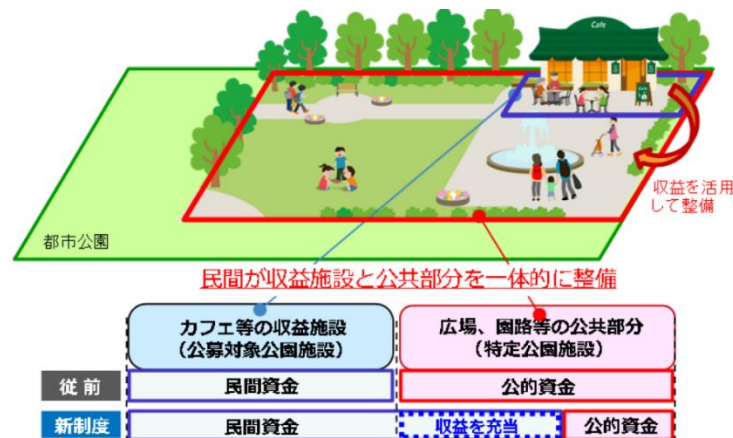 Cafe
収益を活用
して整備
都市公園
民間が収益施設と公共部分を一体的に整備
カフェ等の収益施設
(公募対象公園施設)
広場、園路等の公共部分
(特定公園施設)
従前
民間資金
公的資金
新制度
民間資金
収益を充当
公的資金